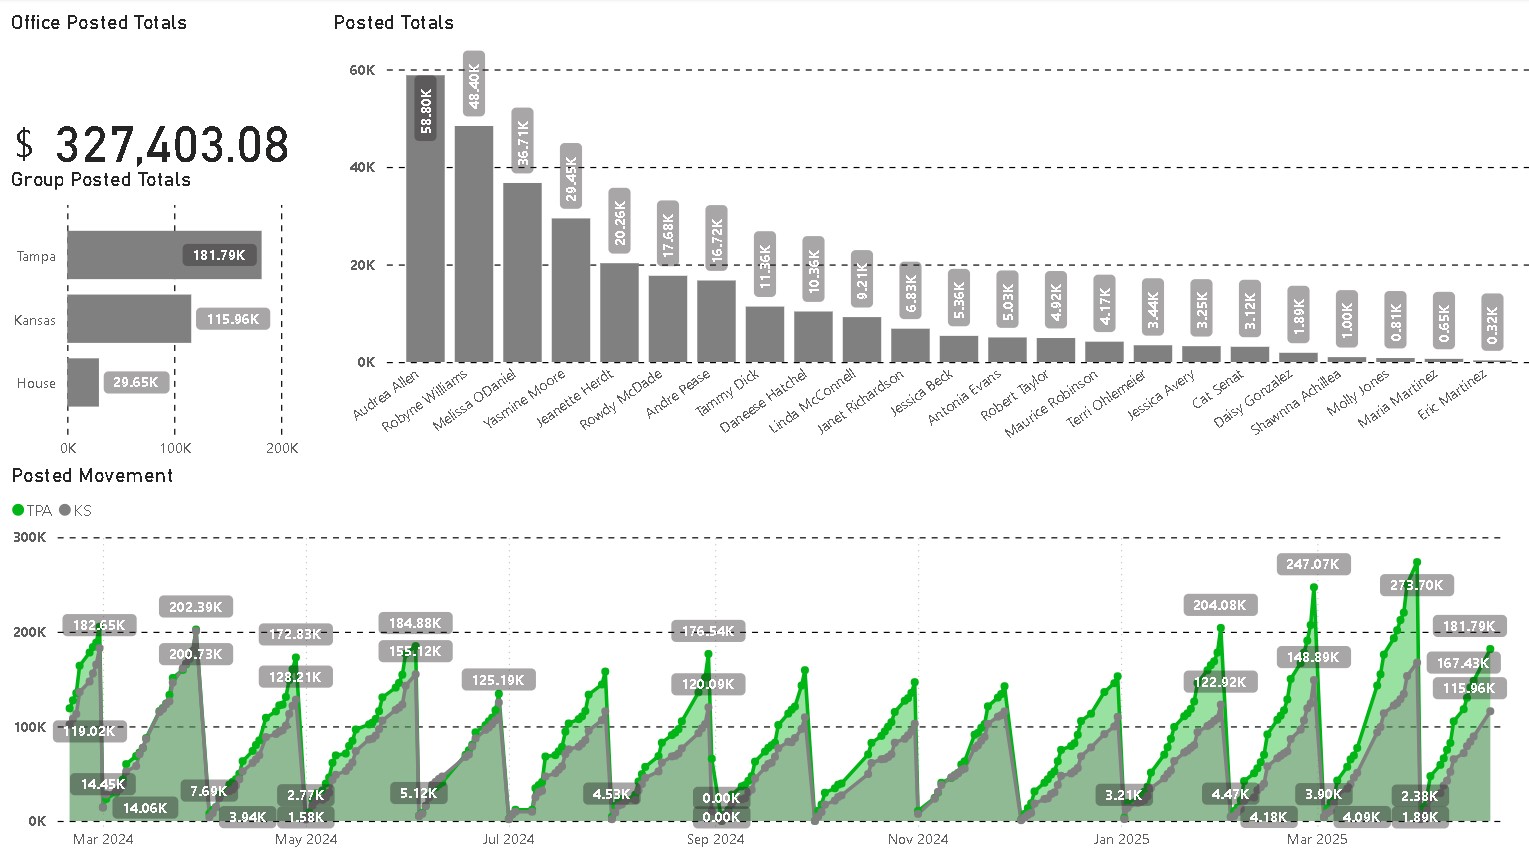 Office Posted Totals
$ 327,403.08
Group Posted Totals
Tampa 181.79K
Kansas 115.96K
House 29.65K
0K 100K 200K
Posted Totals
60K
40K
20K
0K
58.80K
48.40K
36.71K
29.45K
20.26K
17.68K
16.72K
11.36K
10.36K
9.21K
6.83K
5.36K
5.03K
4.92K
4.17K
3.44K
3.25K
3.12K
1.89K
1.00K
0.81K
0.65K
0.32K
Audrea Allen
Robyne Williams
Melissa ODaniel
Yasmine Moore
Jeanette Herdt
Rowdy McDade
Andre Pease
Tammy Dick
Daneese Hatchel
Linda McConnell
Janet Richardson
Jessica Beck
Antonia Evans
Robert Taylor
Maurice Robinson
Terri Ohlemeier
Jessica Avery
Cat Senat
Daisy Gonzalez
Shawnna Achillea
Molly Jones
Maria Martinez
Eric Martinez
Posted Movement
TPA KS
300K
200K
100K
0K
182.65K
119.02K
14.45K
14.06K
202.39K
200.73K
7.69K
3.94K
172.83K
128.21K
2.77K
1.58K
184.88K
155.12K
5.12K
125.19K
4.53K
176.54K
120.09K
0.00K
0.00K
3.21K
204.08K
122.92K
4.47K
4.18K
247.07K
148.89K
3.90K
4.09K
273.70K
167.43K
2.38K
1.89K
181.79K
115.96K
Mar 2024 May 2024 Jul 2024 Sep 2024 Nov 2024 Jan 2025 Mar 2025